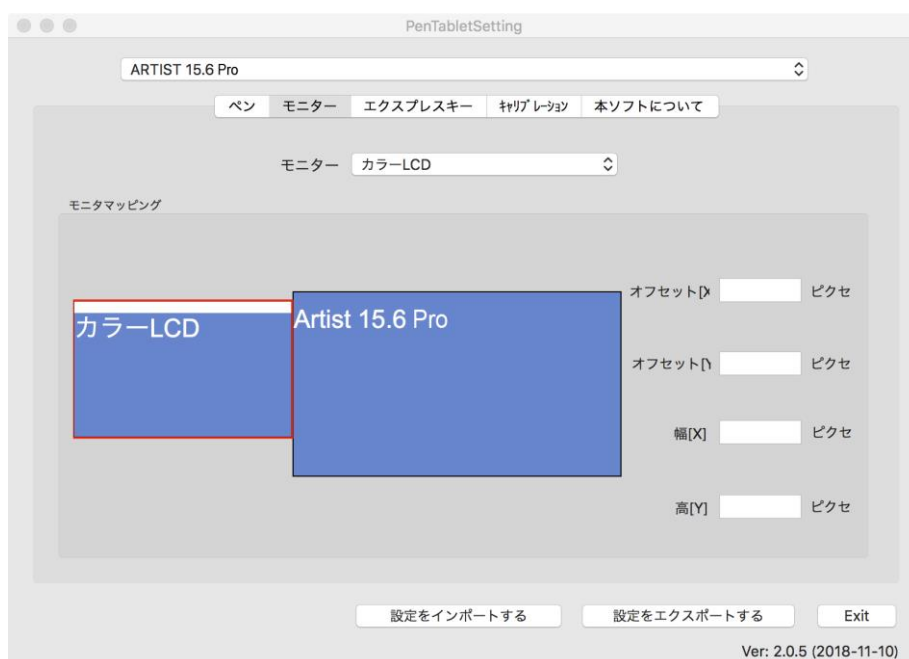 PenTabletSetting
ARTIST 15.6 Pro
ペン モニター エクスプレスキー ｷｬﾘﾌﾞﾚｰｼｮﾝ 本ソフトについて
モニター カラーLCD
モニタマッピング
カラーLCD
Artist 15.6 Pro
オフセット[X ピクセ
オフセット[Y ピクセ
幅[X] ピクセ
高[Y] ピクセ
設定をインポートする 設定をエクスポートする Exit
Ver: 2.0.5 (2018-11-10)